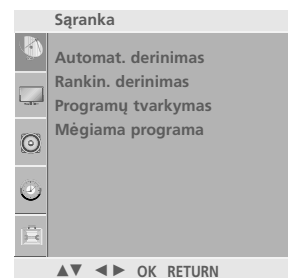 Sąranka
Automat. derinimas
Rankin. derinimas
Programų tvarkymas
Mėgiama programa
▲▼ ◄► OK RETURN